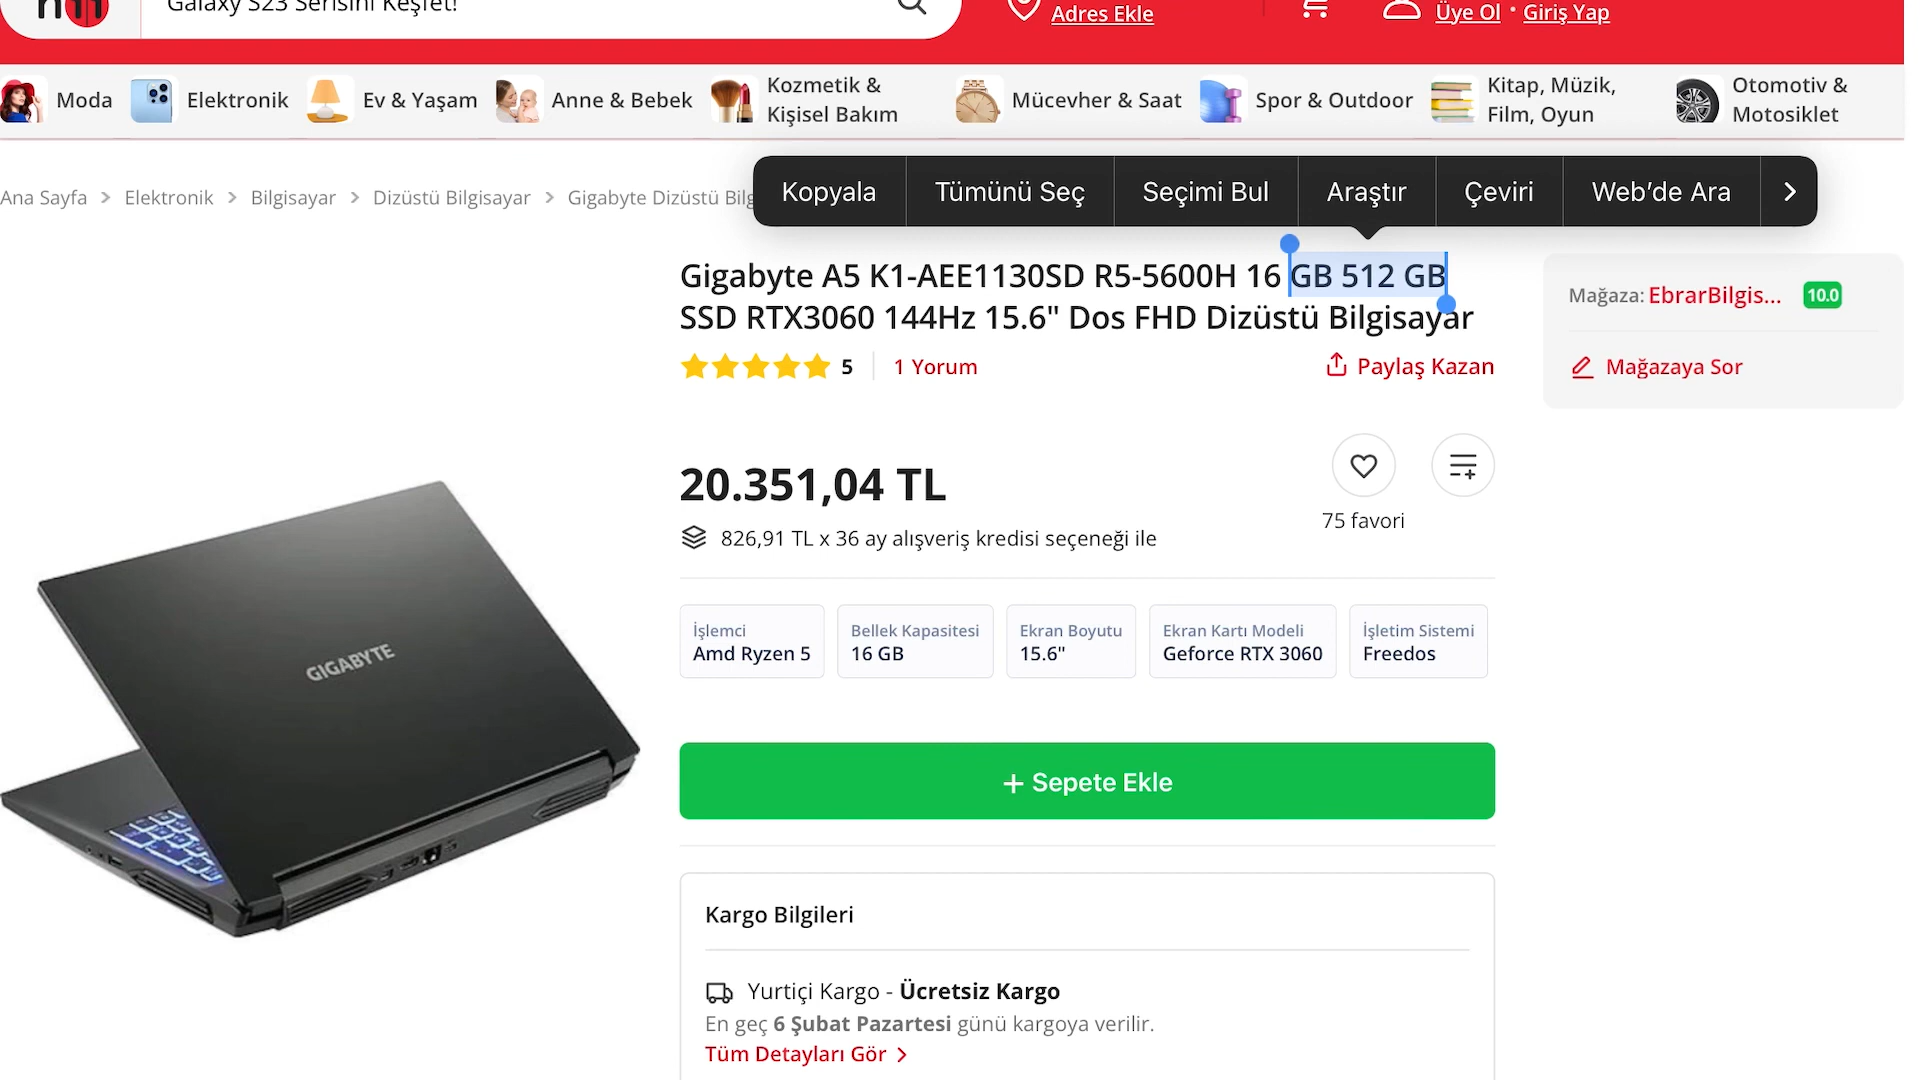 n11
Galaxy S23 Serisini Keşfet!
Adres Ekle
Üye Ol · Giriş Yap
Moda
Elektronik
Ev & Yaşam
Anne & Bebek
Kozmetik &
Kişisel Bakım
Mücevher & Saat
Spor & Outdoor
Kitap, Müzik,
Film, Oyun
Otomotiv &
Motosiklet
Kopyala
Tümünü Seç
Seçimi Bul
Araştır
Çeviri
Web’de Ara
Ana Sayfa > Elektronik > Bilgisayar > Dizüstü Bilgisayar > Gigabyte Dizüstü Bilg
Gigabyte A5 K1-AEE1130SD R5-5600H 16 GB 512 GB
SSD RTX3060 144Hz 15.6" Dos FHD Dizüstü Bilgisayar
5
1 Yorum
Paylaş Kazan
Mağaza: EbrarBilgis... 10.0
Mağazaya Sor
20.351,04 TL
75 favori
826,91 TL x 36 ay alışveriş kredisi seçeneği ile
İşlemci
Amd Ryzen 5
Bellek Kapasitesi
16 GB
Ekran Boyutu
15.6"
Ekran Kartı Modeli
Geforce RTX 3060
İşletim Sistemi
Freedos
GIGABYTE
+ Sepete Ekle
Kargo Bilgileri
Yurtiçi Kargo - Ücretsiz Kargo
En geç 6 Şubat Pazartesi günü kargoya verilir.
Tüm Detayları Gör >